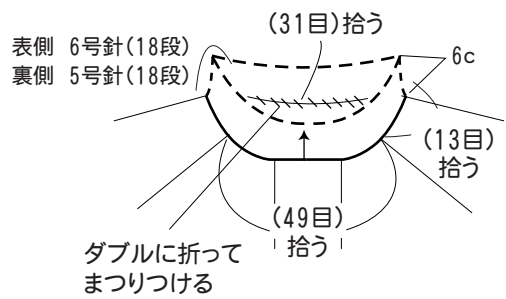 (31目)拾う
表側 6号針(18段)
裏側 5号針(18段)
6c
(13目)
拾う
(49目)
拾う
ダブルに折って
まつりつける